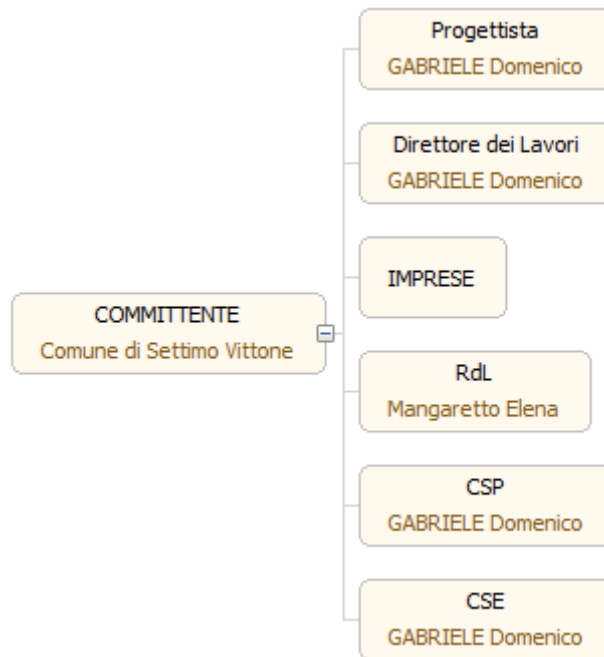 COMMITTENTE
Comune di Settimo Vittone
Progettista
GABRIELE Domenico
Direttore dei Lavori
GABRIELE Domenico
IMPRESE
RdL
Mangaretto Elena
CSP
GABRIELE Domenico
CSE
GABRIELE Domenico